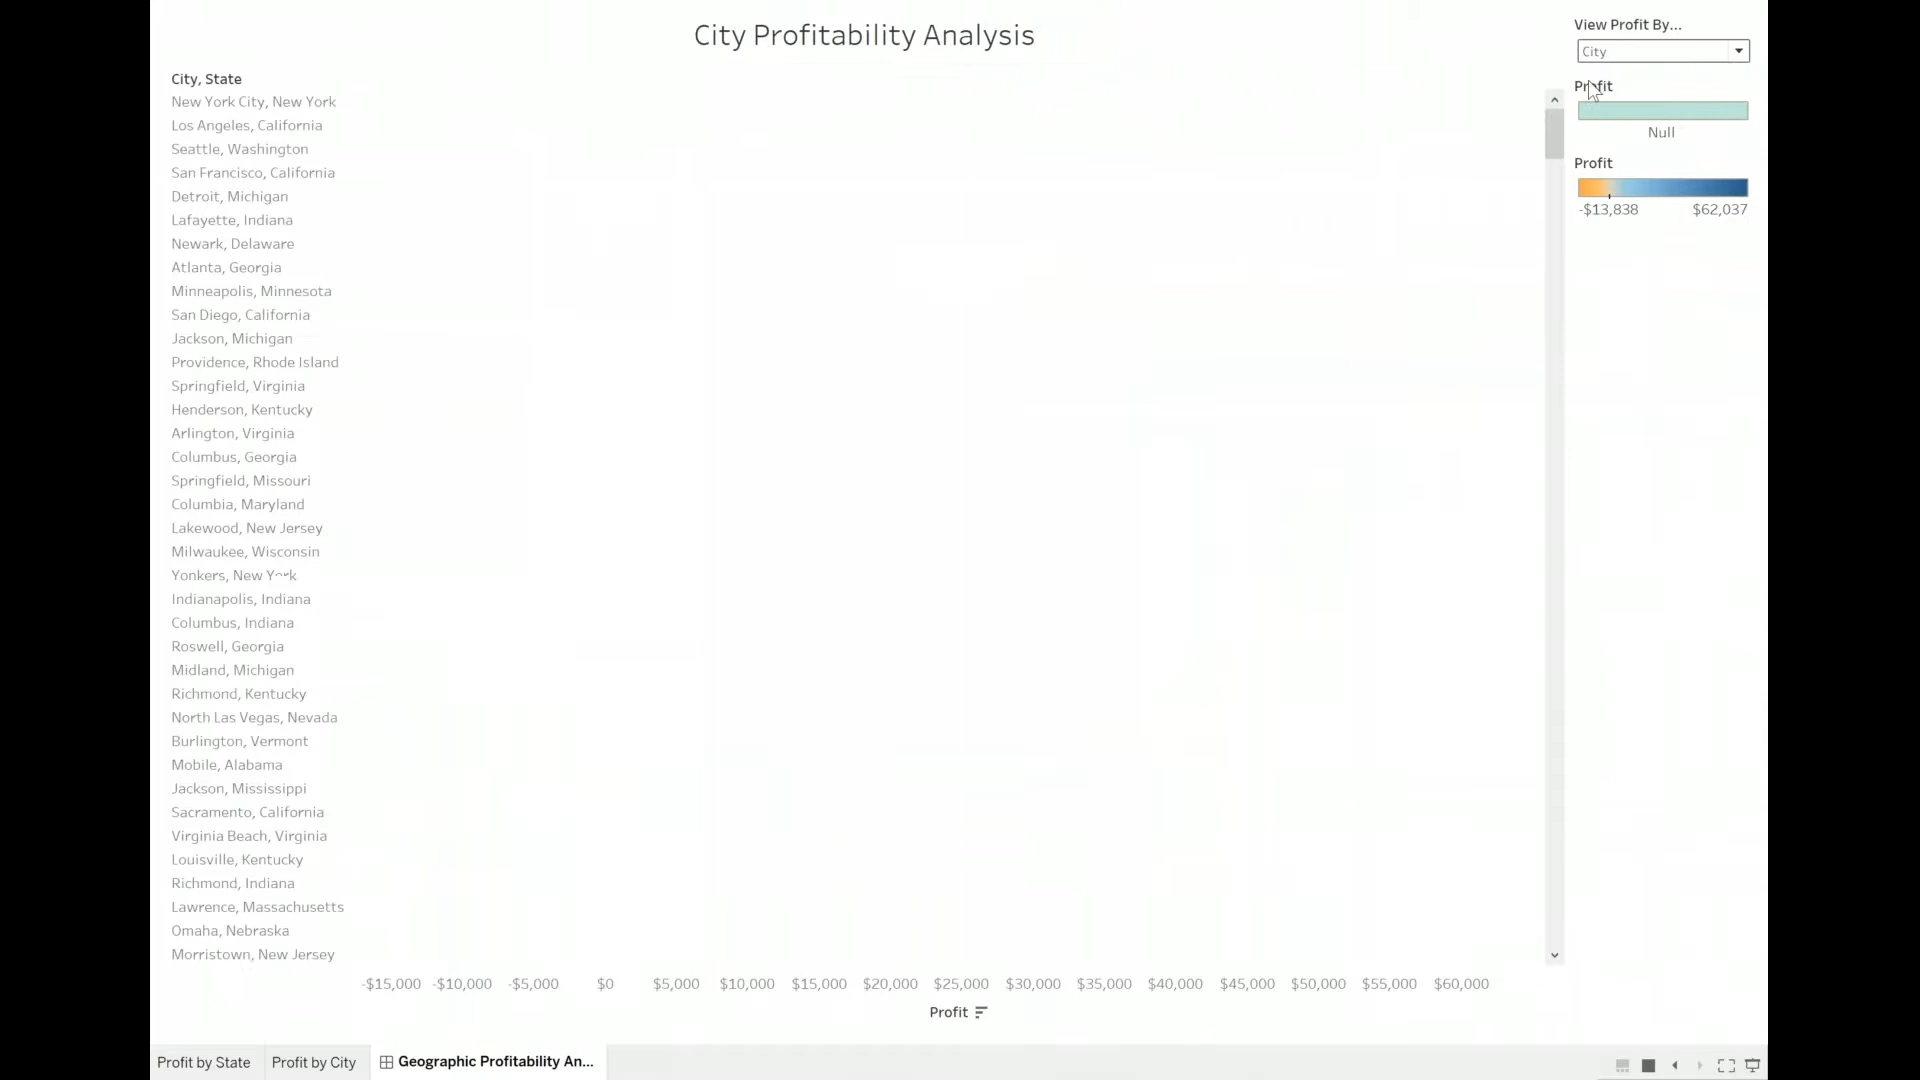 City Profitability Analysis
View Profit By...
City
City, State
Profit
Null
Profit
-$13,838 $62,037
New York City, New York
Los Angeles, California
Seattle, Washington
San Francisco, California
Detroit, Michigan
Lafayette, Indiana
Newark, Delaware
Atlanta, Georgia
Minneapolis, Minnesota
San Diego, California
Jackson, Michigan
Providence, Rhode Island
Springfield, Virginia
Henderson, Kentucky
Arlington, Virginia
Columbus, Georgia
Springfield, Missouri
Columbia, Maryland
Lakewood, New Jersey
Milwaukee, Wisconsin
Yonkers, New York
Indianapolis, Indiana
Columbus, Indiana
Roswell, Georgia
Midland, Michigan
Richmond, Kentucky
North Las Vegas, Nevada
Burlington, Vermont
Mobile, Alabama
Jackson, Mississippi
Sacramento, California
Virginia Beach, Virginia
Louisville, Kentucky
Richmond, Indiana
Lawrence, Massachusetts
Omaha, Nebraska
Morristown, New Jersey
-$15,000 -$10,000 -$5,000 $0 $5,000 $10,000 $15,000 $20,000 $25,000 $30,000 $35,000 $40,000 $45,000 $50,000 $55,000 $60,000
Profit
Profit by State Profit by City Geographic Profitability An...